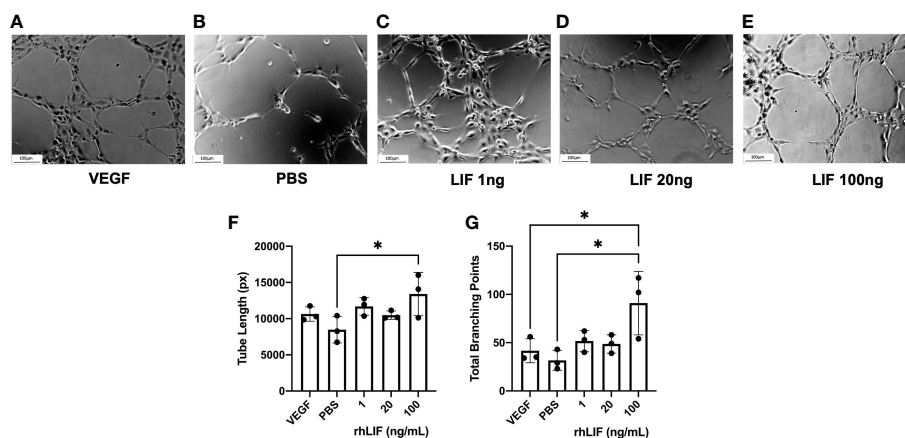 A
B
C
D
E
100µm
100µm
100µm
100µm
100µm
VEGF
PBS
LIF 1ng
LIF 20ng
LIF 100ng
F
Tube Length (px)
20000
15000
10000
5000
0
*
VEGF
PBS
1
20
100
rhLIF (ng/mL)
G
Total Branching Points
150
100
50
0
*
*
VEGF
PBS
1
20
100
rhLIF (ng/mL)